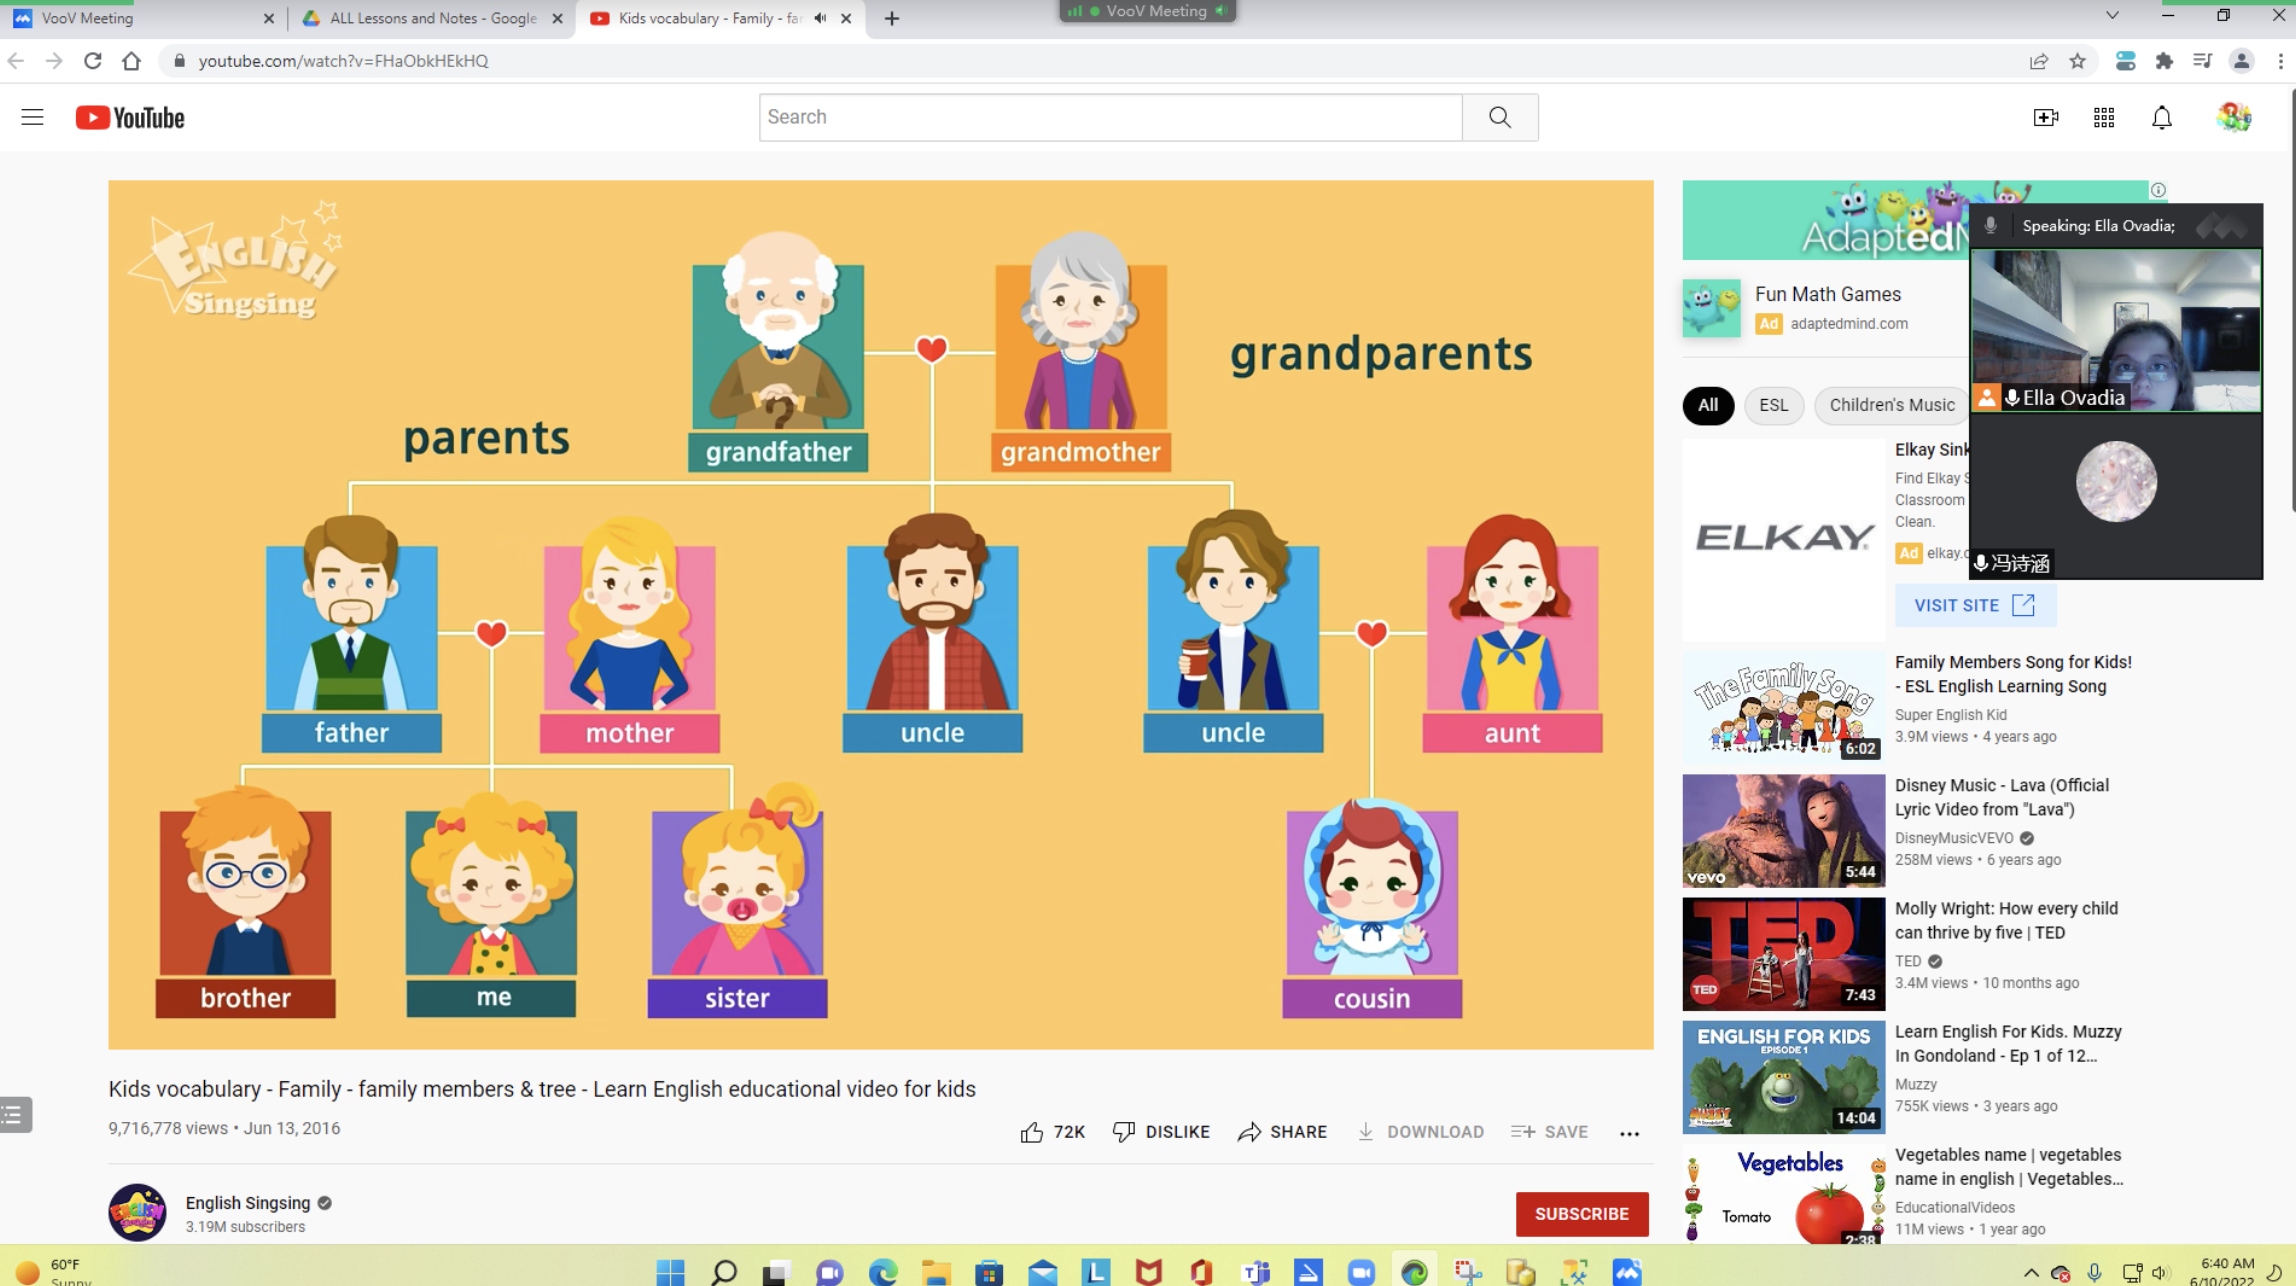 VooV Meeting
ALL Lessons and Notes - Google
Kids vocabulary - Family - fa
VooV Meeting
youtube.com/watch?v=FHaObkHEkHQ
YouTube
Search
ENGLISH
Singsing
grandparents
parents
grandfather
grandmother
father
mother
uncle
uncle
aunt
brother
me
sister
cousin
Kids vocabulary - Family - family members & tree - Learn English educational video for kids
9,716,778 views • Jun 13, 2016
72K
DISLIKE
SHARE
DOWNLOAD
SAVE
English Singsing
3.19M subscribers
SUBSCRIBE
Speaking: Ella Ovadia;
Ella Ovadia
冯诗涵
Fun Math Games
Ad adaptedmind.com
All
ESL
Children's Music
ELKAY
Elkay Sink
Find Elkay S
Classroom
Clean.
Ad elkay.c
VISIT SITE
The Family Song
6:02
Family Members Song for Kids!
- ESL English Learning Song
Super English Kid
3.9M views • 4 years ago
vevo
5:44
Disney Music - Lava (Official
Lyric Video from "Lava")
DisneyMusicVEVO
258M views • 6 years ago
TED
TED
7:43
Molly Wright: How every child
can thrive by five | TED
TED
3.4M views • 10 months ago
ENGLISH FOR KIDS
EPISODE 1
MUZZY
14:04
Learn English For Kids. Muzzy
In Gondoland - Ep 1 of 12...
Muzzy
755K views • 3 years ago
Vegetables
Tomato
2:38
Vegetables name | vegetables
name in english | Vegetables...
EducationalVideos
11M views • 1 year ago
60°F
Sunny
6:40 AM
6/10/2022